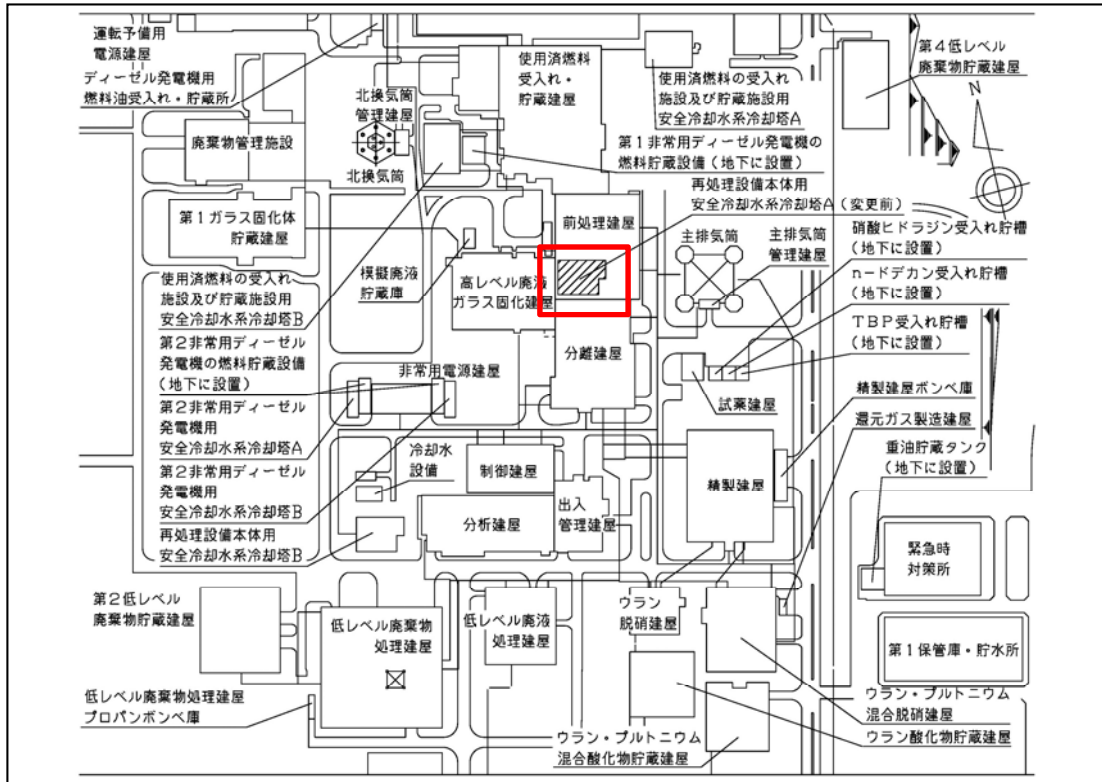 運転予備用
電源建屋
ディーゼル発電機用
燃料油受入れ・貯蔵所
北換気筒
管理建屋
使用済燃料
受入れ・
貯蔵建屋
使用済燃料の受入れ
施設及び貯蔵施設用
安全冷却水系冷却塔A
第4低レベル
廃棄物貯蔵建屋
N
廃棄物管理施設
北換気筒
第1非常用ディーゼル発電機の
燃料貯蔵設備(地下に設置)
再処理設備本体用
安全冷却水系冷却塔A(変更前)
第1ガラス固化体
貯蔵建屋
前処理建屋
主排気筒
主排気筒
管理建屋
硝酸ヒドラジン受入れ貯槽
(地下に設置)
n-ドデカン受入れ貯槽
(地下に設置)
TBP受入れ貯槽
(地下に設置)
模擬廃液
貯蔵庫
高レベル廃液
ガラス固化建屋
使用済燃料の受入れ
施設及び貯蔵施設用
安全冷却水系冷却塔B
第2非常用ディーゼル
発電機の燃料貯蔵設備
(地下に設置)
非常用電源建屋
分離建屋
試薬建屋
精製建屋ボンベ庫
還元ガス製造建屋
重油貯蔵タンク
(地下に設置)
第2非常用ディーゼル
発電機用
安全冷却水系冷却塔A
第2非常用ディーゼル
発電機用
安全冷却水系冷却塔B
再処理設備本体用
安全冷却水系冷却塔B
冷却水
設備
制御建屋
分析建屋
出入
管理建屋
精製建屋
緊急時
対策所
第2低レベル
廃棄物貯蔵建屋
低レベル廃棄物
処理建屋
低レベル廃液
処理建屋
ウラン
脱硝建屋
第1保管庫・貯水所
低レベル廃棄物処理建屋
プロパンボンベ庫
ウラン・プルトニウム
混合酸化物貯蔵建屋
ウラン・プルトニウム
混合脱硝建屋
ウラン酸化物貯蔵建屋